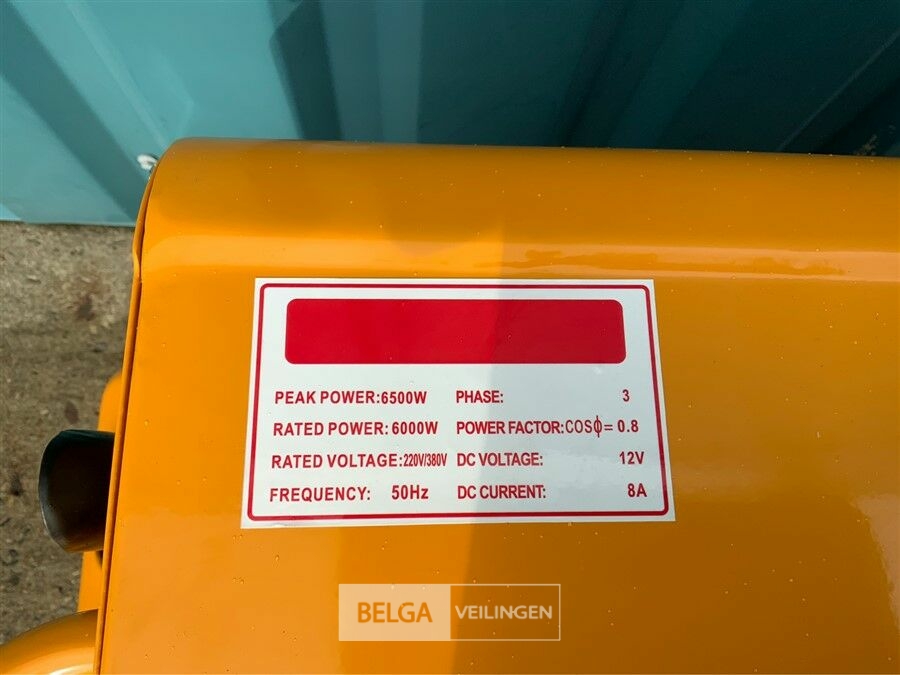 PEAK POWER:6500W PHASE: 3
RATED POWER: 6000W POWER FACTOR:COSϕ= 0.8
RATED VOLTAGE:220V/380V DC VOLTAGE: 12V
FREQUENCY: 50Hz DC CURRENT: 8A
BELGA VEILINGEN